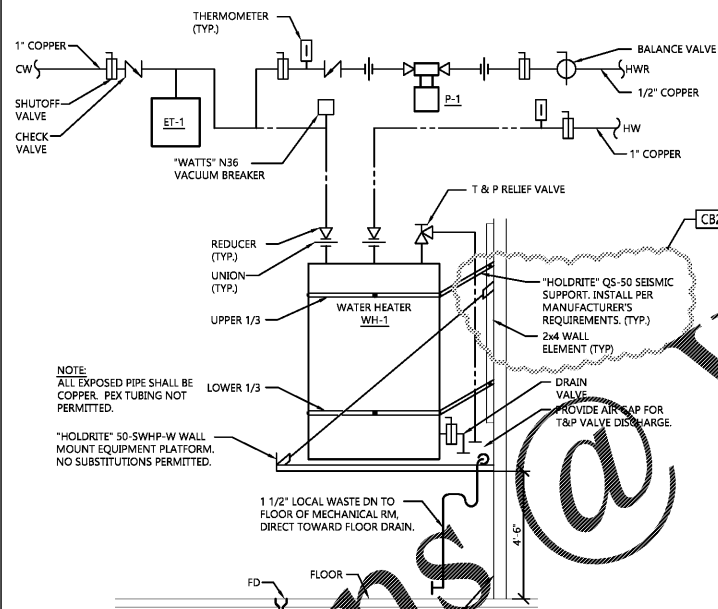 THERMOMETER
(TYP.)
1" COPPER
CW
SHUTOFF
VALVE
CHECK
VALVE
ET-1
"WATTS" N36
VACUUM BREAKER
P-1
BALANCE VALVE
HWR
1/2" COPPER
HW
1" COPPER
T & P RELIEF VALVE
REDUCER
(TYP.)
UNION
(TYP.)
UPPER 1/3
WATER HEATER
WH-1
"HOLDRITE" QS-50 SEISMIC
SUPPORT. INSTALL PER
MANUFACTURER'S
REQUIREMENTS. (TYP.)
2x4 WALL
ELEMENT (TYP)
NOTE:
ALL EXPOSED PIPE SHALL BE
COPPER. PEX TUBING NOT
PERMITTED.
LOWER 1/3
DRAIN
VALVE
PROVIDE AIR GAP FOR
T&P VALVE DISCHARGE.
"HOLDRITE" 50-SWHP-W WALL
MOUNT EQUIPMENT PLATFORM.
NO SUBSTITUTIONS PERMITTED.
1 1/2" LOCAL WASTE DN TO
FLOOR OF MECHANICAL RM,
DIRECT TOWARD FLOOR DRAIN.
4'-6"
FD
FLOOR
ns @